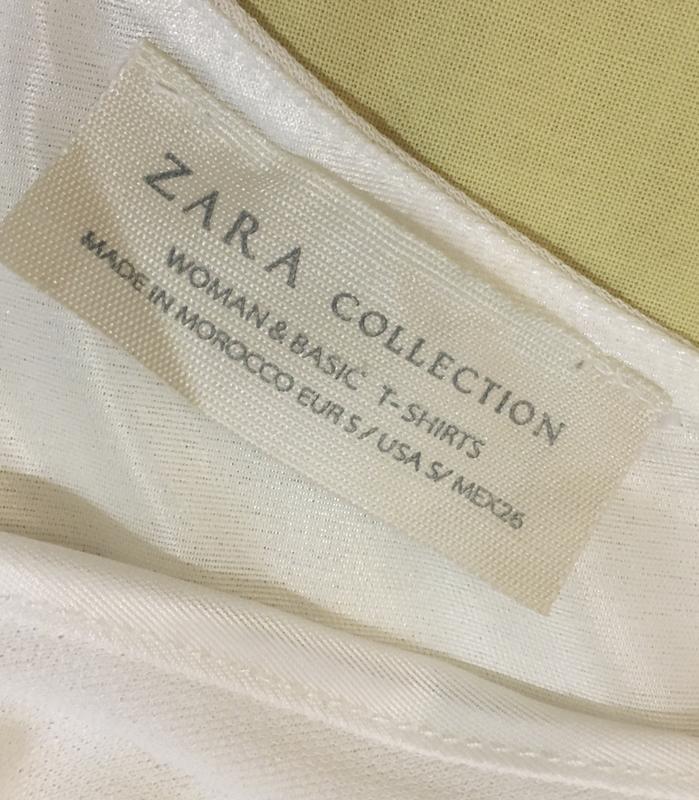 ZARA COLLECTION
WOMAN & BASIC T-SHIRTS
MADE IN MOROCCO EUR S / USA S/ MEX26